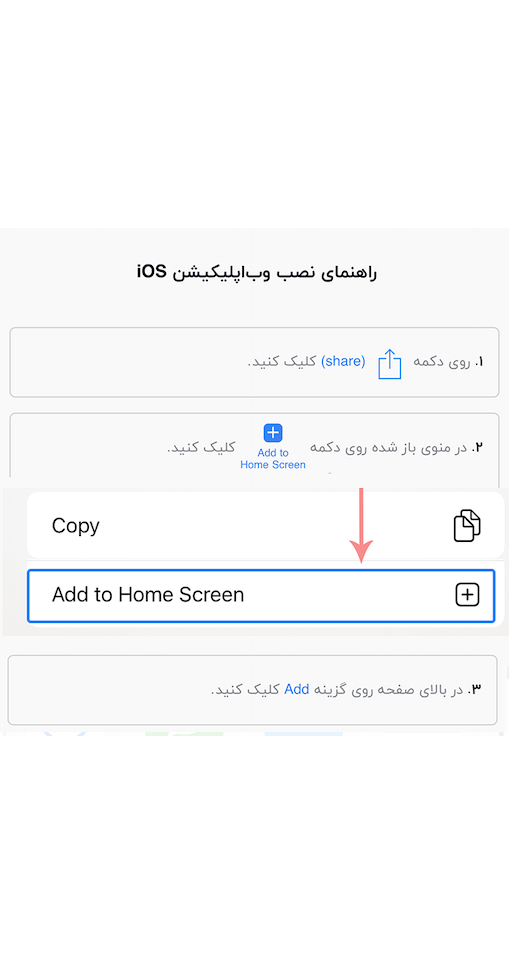 راهنمای نصب وب‌اپلیکیشن iOS
۱. روی دکمه (share) کلیک کنید.
۲. در منوی باز شده روی دکمه Add to Home Screen کلیک کنید.
Copy
Add to Home Screen
۳. در بالای صفحه روی گزینه Add کلیک کنید.